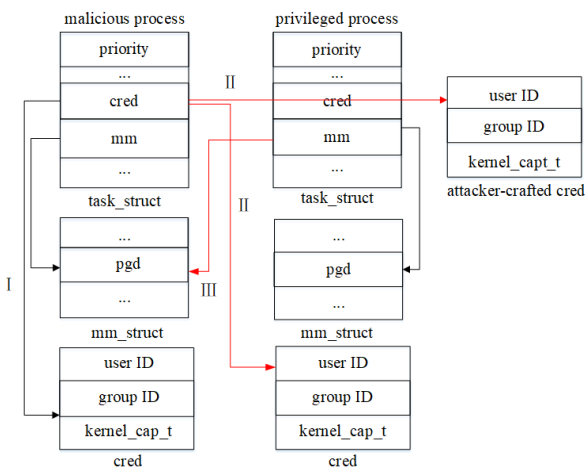 malicious process
priority
...
cred
mm
...
task_struct
...
pgd
...
mm_struct
user ID
group ID
kernel_cap_t
cred
privileged process
priority
...
cred
mm
...
task_struct
...
pgd
...
mm_struct
user ID
group ID
kernel_cap_t
cred
user ID
group ID
kernel_capt_t
attacker-crafted cred
I
II
II
III